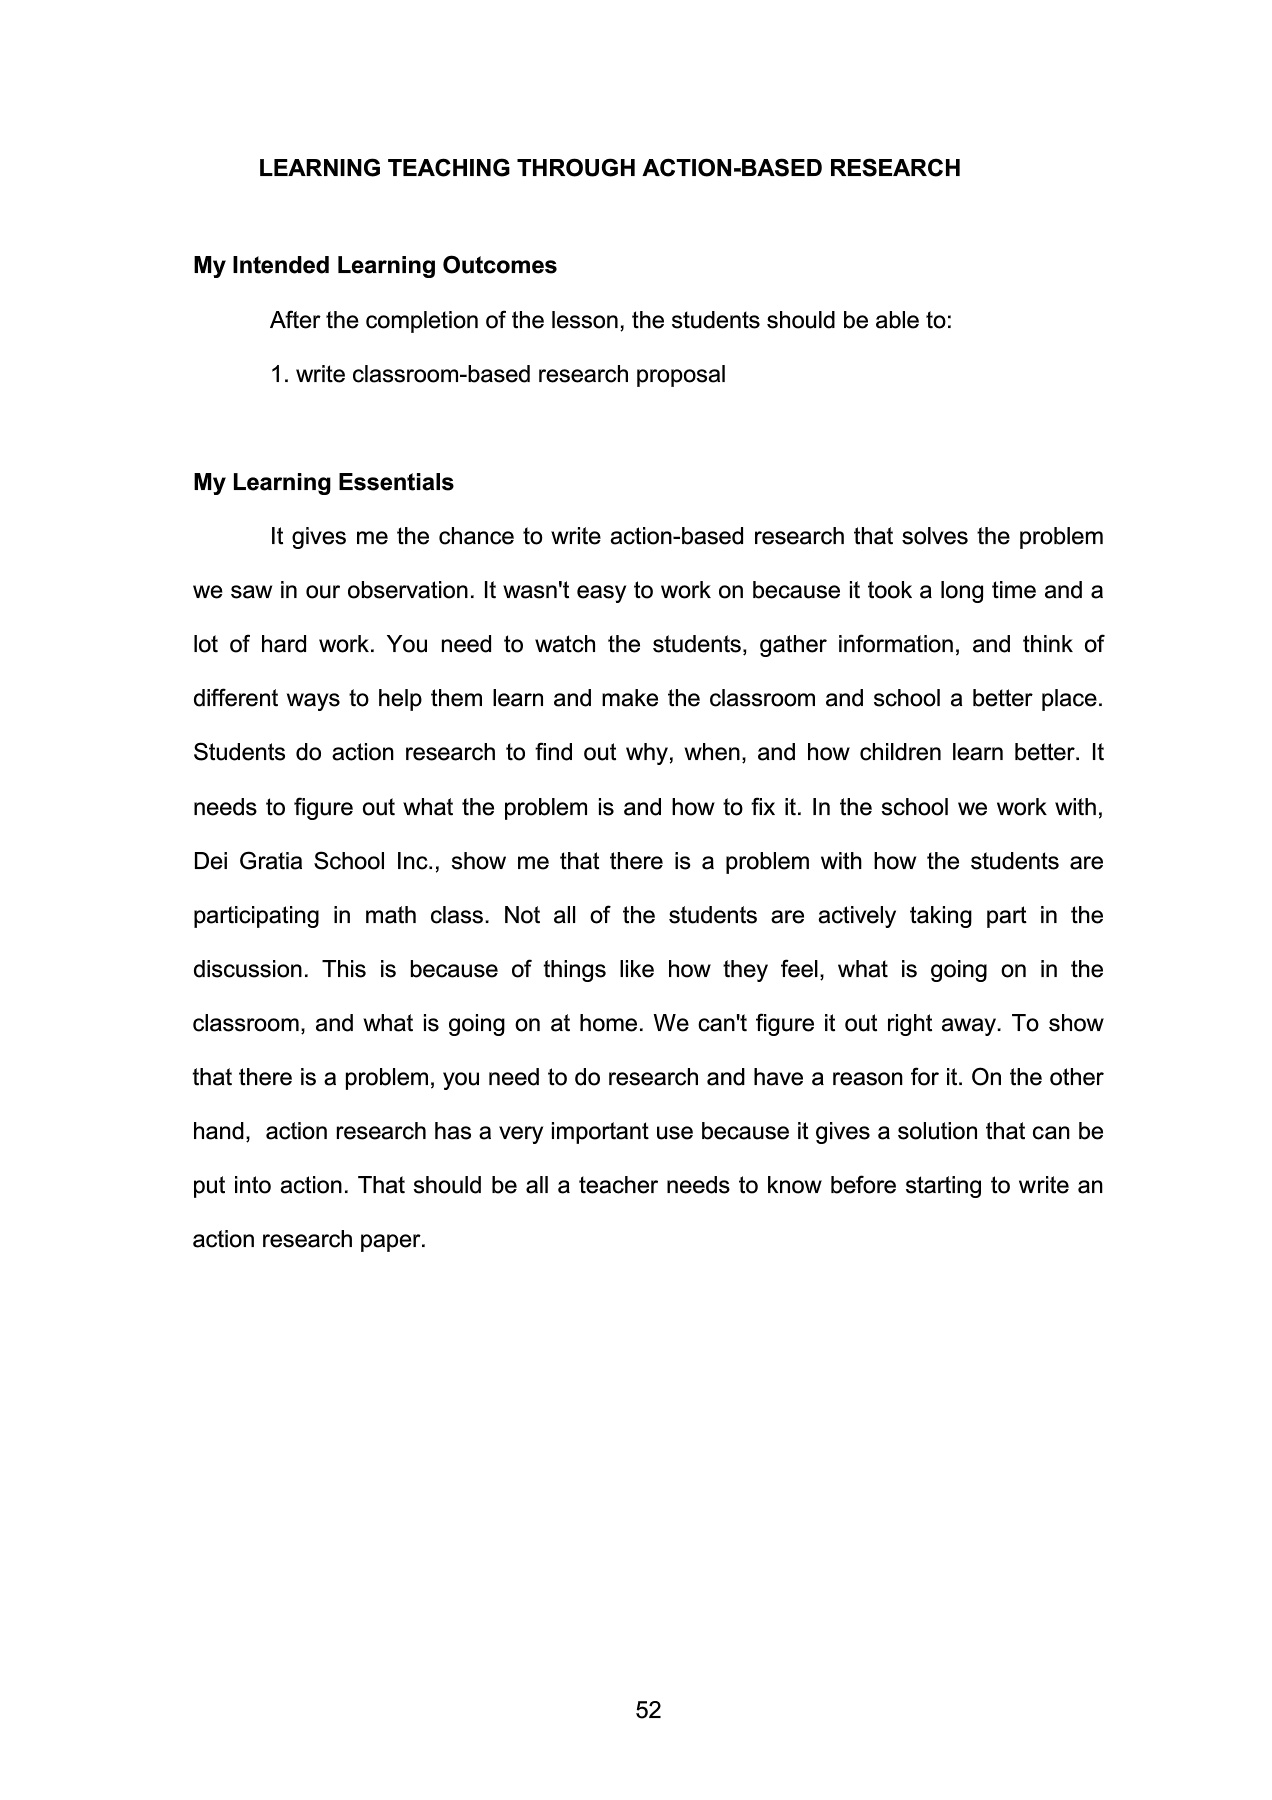 LEARNING TEACHING THROUGH ACTION-BASED RESEARCH
My Intended Learning Outcomes
After the completion of the lesson, the students should be able to:
1. write classroom-based research proposal
My Learning Essentials
It gives me the chance to write action-based research that solves the problem
we saw in our observation. It wasn't easy to work on because it took a long time and a
lot of hard work. You need to watch the students, gather information, and think of
different ways to help them learn and make the classroom and school a better place.
Students do action research to find out why, when, and how children learn better. It
needs to figure out what the problem is and how to fix it. In the school we work with,
Dei Gratia School Inc., show me that there is a problem with how the students are
participating in math class. Not all of the students are actively taking part in the
discussion. This is because of things like how they feel, what is going on in the
classroom, and what is going on at home. We can't figure it out right away. To show
that there is a problem, you need to do research and have a reason for it. On the other
hand,  action research has a very important use because it gives a solution that can be
put into action. That should be all a teacher needs to know before starting to write an
action research paper.
52